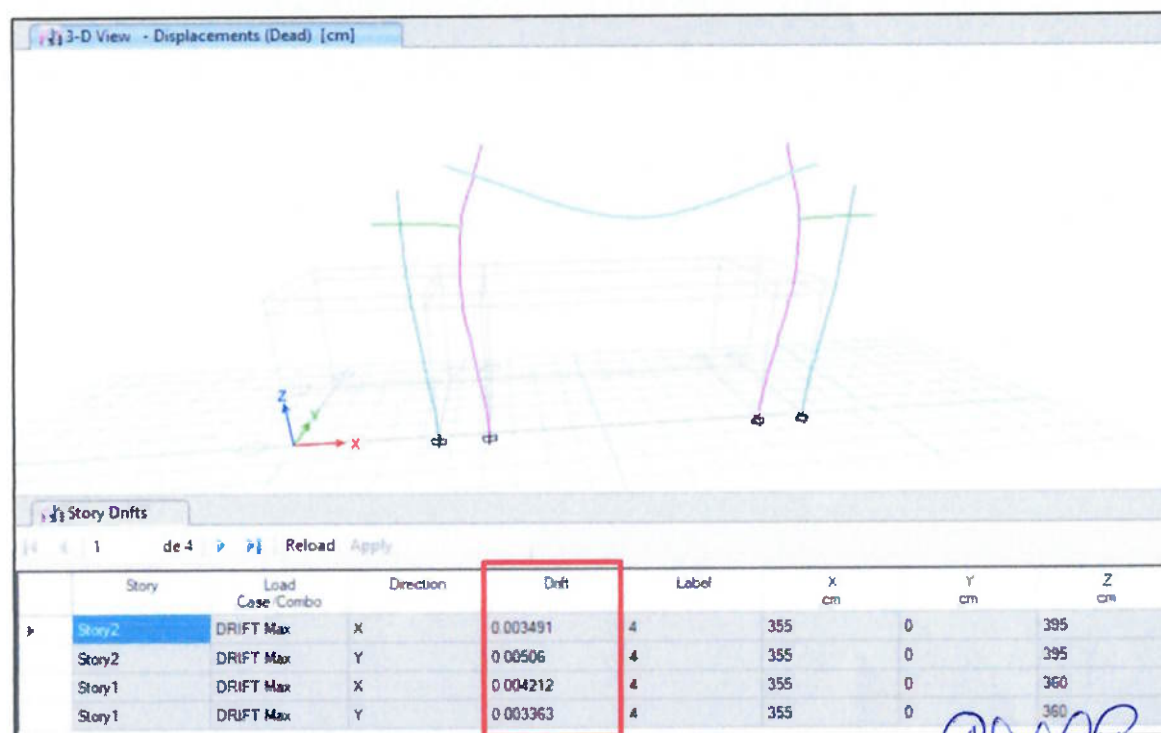 3-D View - Displacements (Dead) [cm]
Z
Y
X
Story Drifts
1 de 4 Reload Apply
Story Load Case/Combo Direction Drift Label X cm Y cm Z cm
Story2 DRIFT Max X 0.003491 4 355 0 395
Story2 DRIFT Max Y 0.00506 4 355 0 395
Story1 DRIFT Max X 0.004212 4 355 0 360
Story1 DRIFT Max Y 0.003363 4 355 0 360